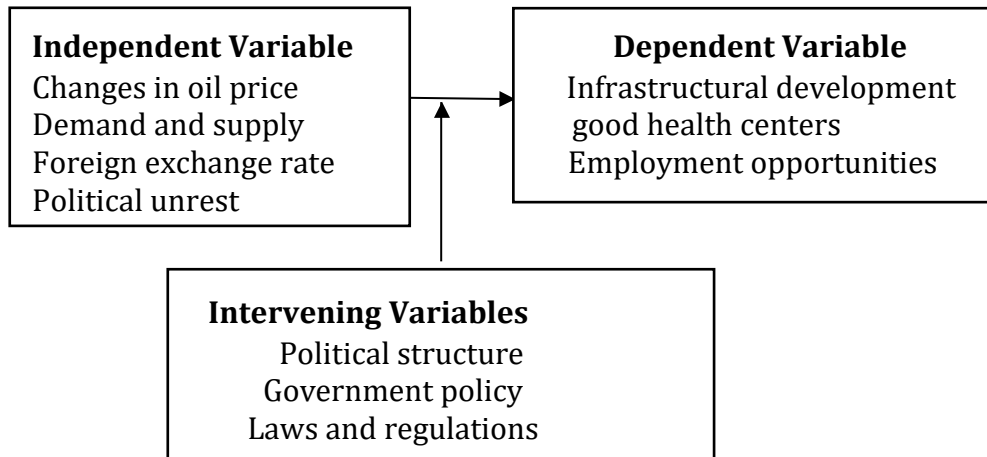 Independent Variable
Changes in oil price
Demand and supply
Foreign exchange rate
Political unrest
Dependent Variable
Infrastructural development
good health centers
Employment opportunities
Intervening Variables
Political structure
Government policy
Laws and regulations